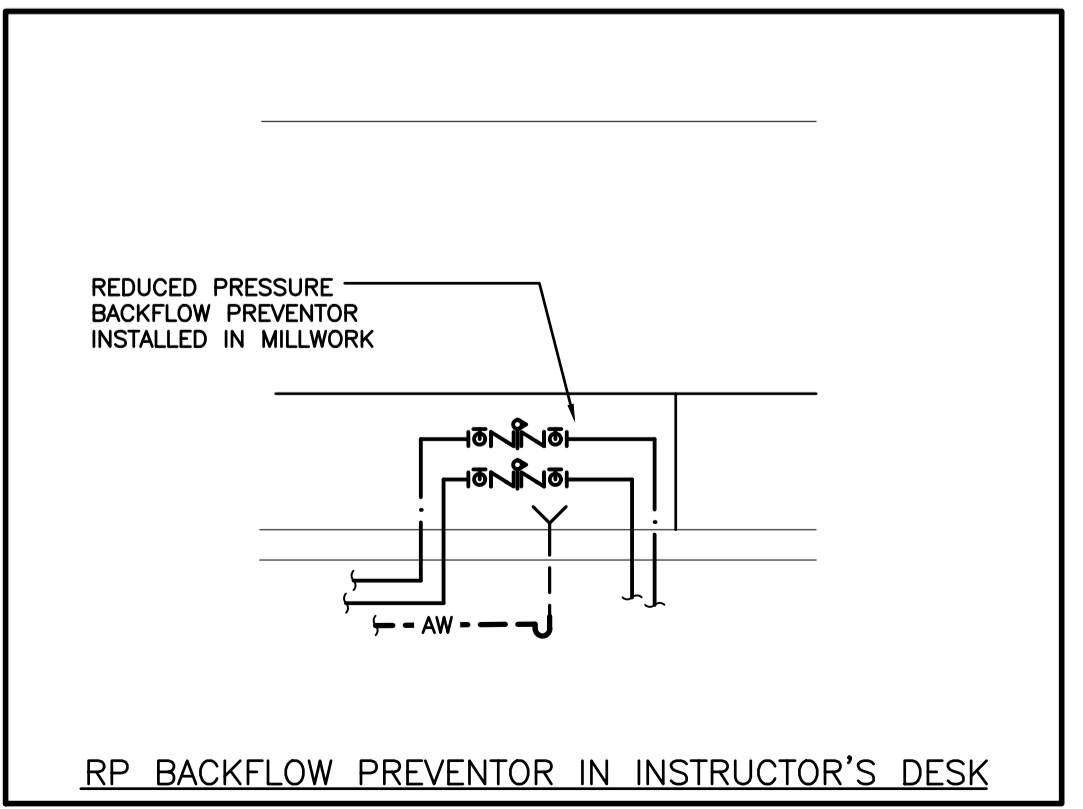 REDUCED PRESSURE
BACKFLOW PREVENTOR
INSTALLED IN MILLWORK
AW
RP BACKFLOW PREVENTOR IN INSTRUCTOR'S DESK